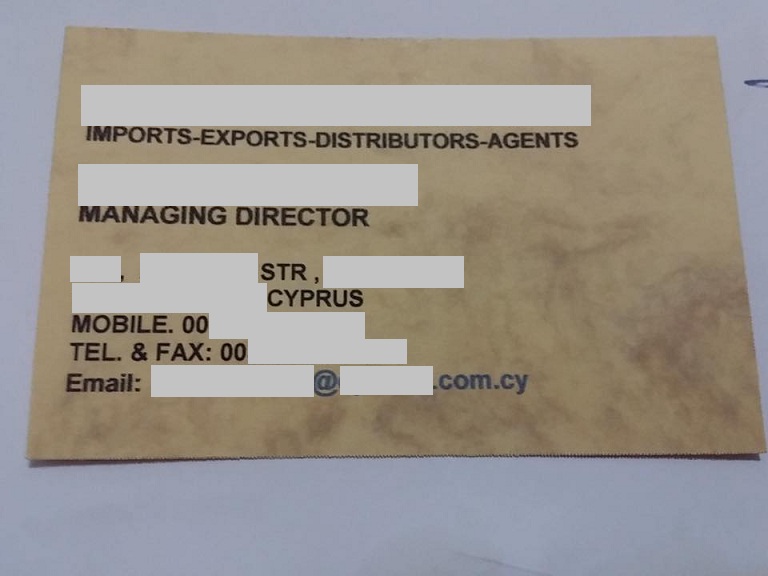 IMPORTS-EXPORTS-DISTRIBUTORS-AGENTS
MANAGING DIRECTOR
, STR ,
CYPRUS
MOBILE. 00
TEL. & FAX: 00
Email: @ .com.cy